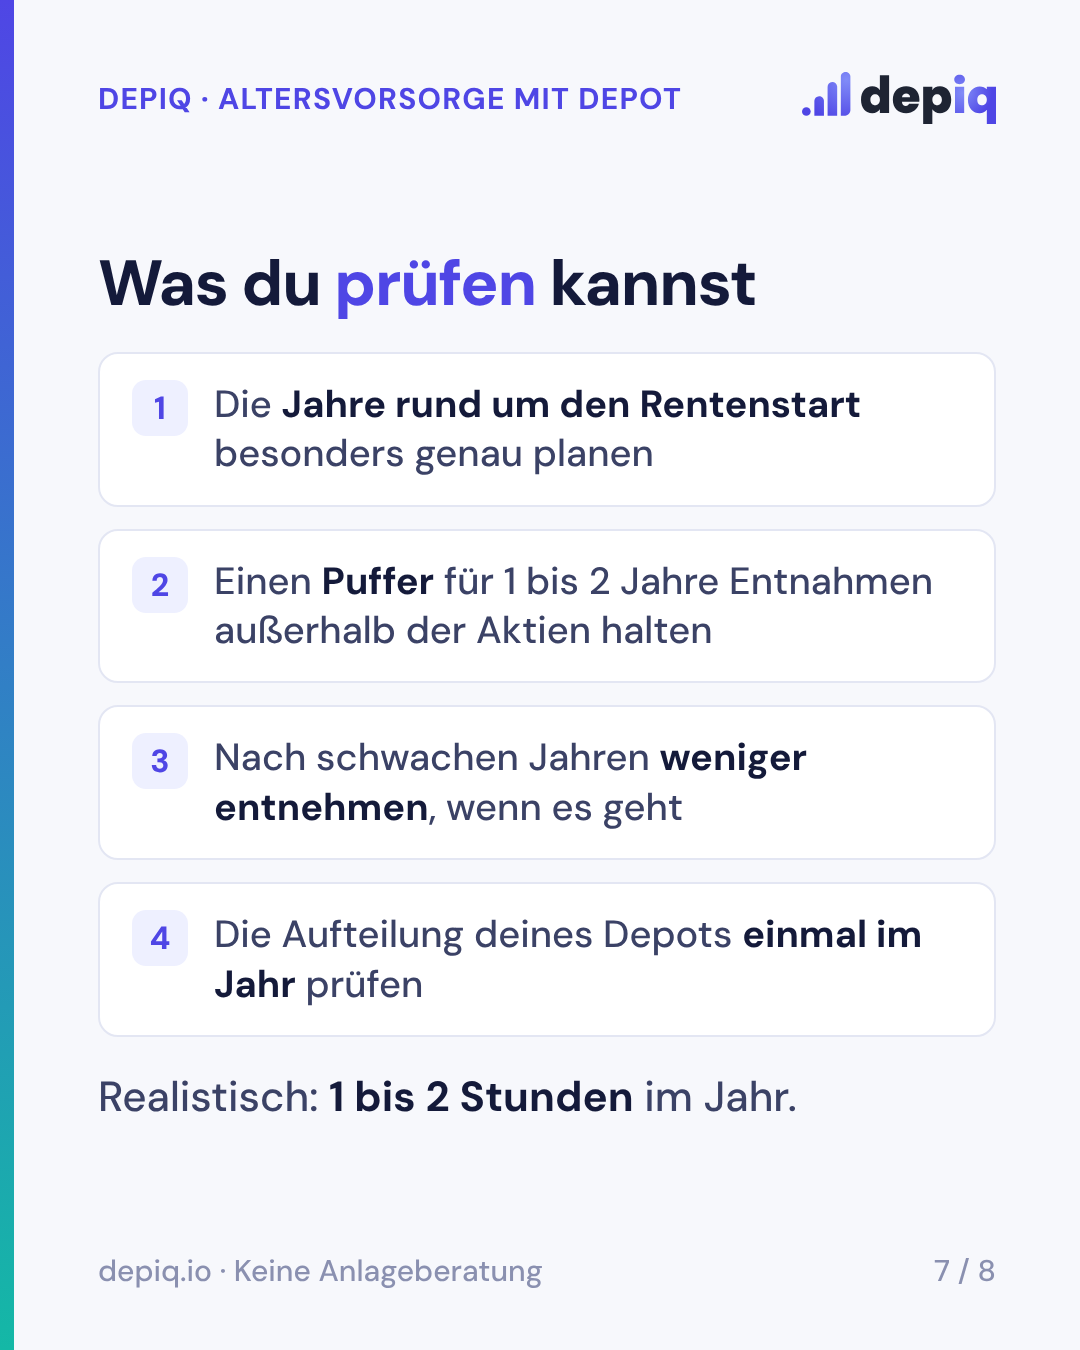 DEPIQ · ALTERSVORSORGE MIT DEPOT
depiq
Was du prüfen kannst
1
Die Jahre rund um den Rentenstart
besonders genau planen
2
Einen Puffer für 1 bis 2 Jahre Entnahmen
außerhalb der Aktien halten
3
Nach schwachen Jahren weniger
entnehmen, wenn es geht
4
Die Aufteilung deines Depots einmal im
Jahr prüfen
Realistisch: 1 bis 2 Stunden im Jahr.
depiq.io · Keine Anlageberatung
7 / 8